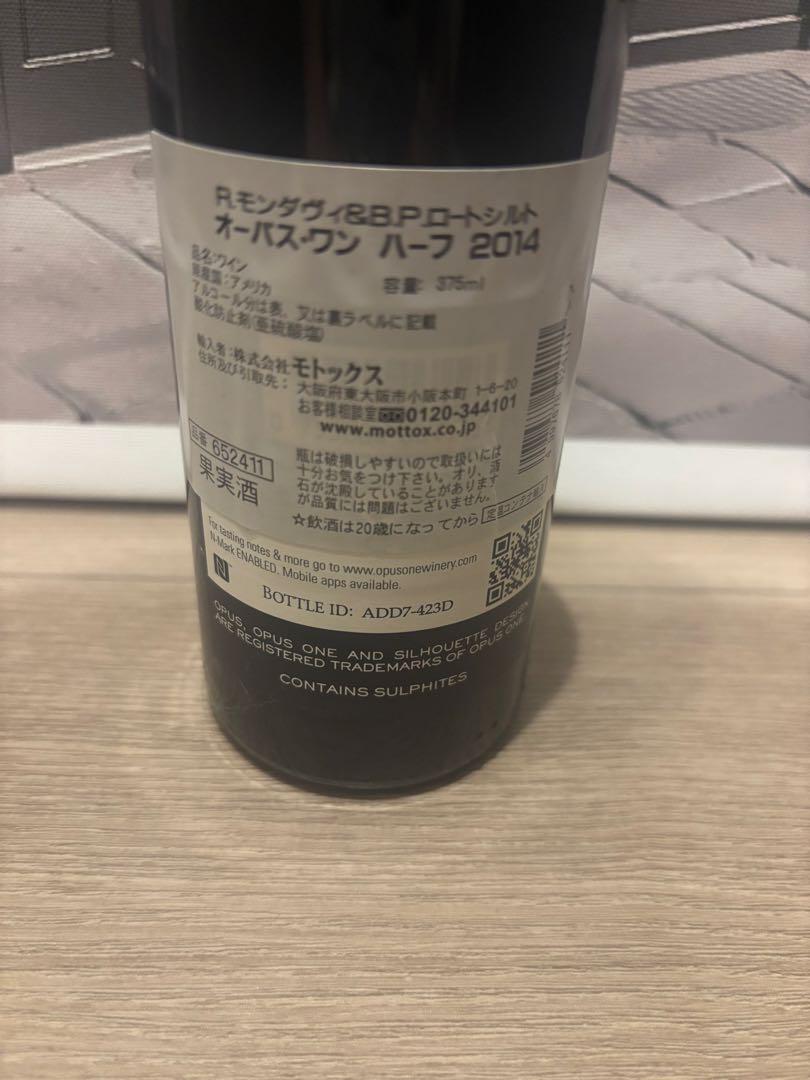 R.モンダヴィ&B.P.ロートシルト
オーパス・ワン ハーフ 2014
品名:ワイン
原産国:アメリカ 容量: 375ml
アルコール分は表、又は裏ラベルに記載
酸化防止剤(亜硫酸塩)
輸入者:株式会社モトックス
住所及び引取先: 大阪府東大阪市小阪本町 1-6-20
お客様相談室 0120-344101
www.mottox.co.jp
品番 652411
果実酒
瓶は破損しやすいので取扱いには
十分お気をつけ下さい。オリ、酒
石が沈殿していることがあります
が品質には問題はございません。
☆飲酒は20歳になってから 定温コンテナ輸入
For tasting notes & more go to www.opusonewinery.com
N-Mark ENABLED. Mobile apps available.
BOTTLE ID: ADD7-423D
OPUS, OPUS ONE AND SILHOUETTE DESIGN
ARE REGISTERED TRADEMARKS OF OPUS ONE
CONTAINS SULPHITES